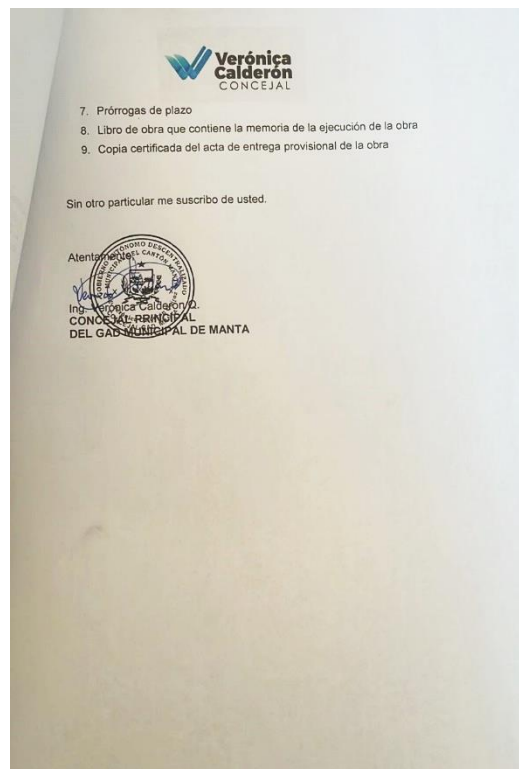 Verónica
Calderón
CONCEJAL
7. Prórrogas de plazo
8. Libro de obra que contiene la memoria de la ejecución de la obra
9. Copia certificada del acta de entrega provisional de la obra
Sin otro particular me suscribo de usted.
Atentamente,
Ing. Verónica Calderón Q.
CONCEJAL PRINCIPAL
DEL GAD MUNICIPAL DE MANTA